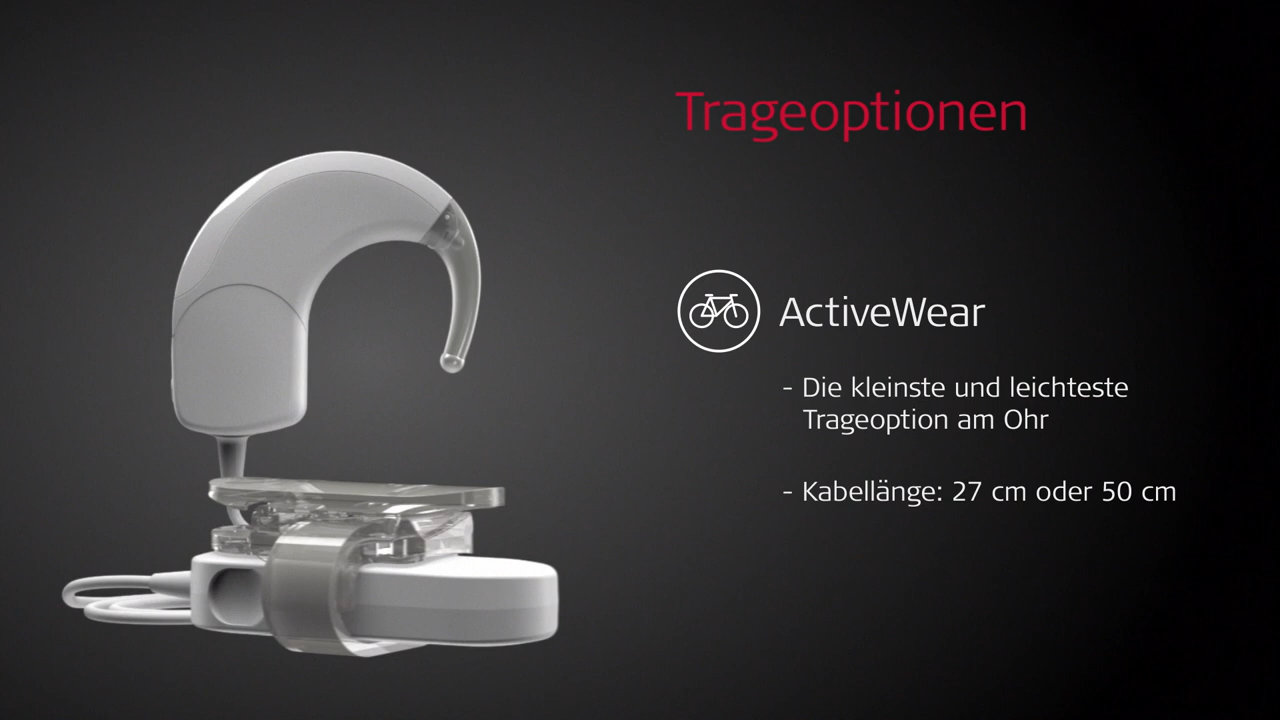 Trageoptionen
ActiveWear
- Die kleinste und leichteste
Trageoption am Ohr
- Kabellänge: 27 cm oder 50 cm